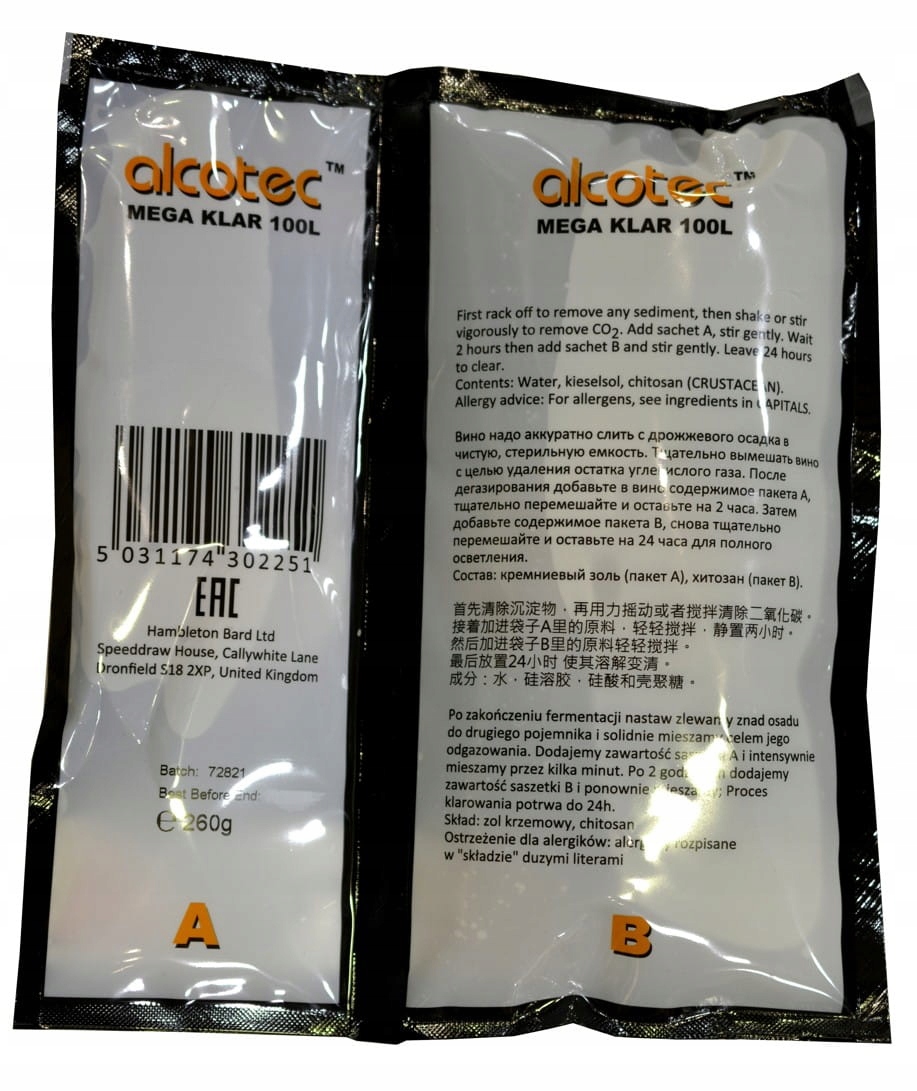 alcotec™
MEGA KLAR 100L
5 031174 302251
EAC
Hambleton Bard Ltd
Speeddraw House, Callywhite Lane
Dronfield S18 2XP, United Kingdom
Batch: 72821
Best Before End:
℮ 260g
A
alcotec™
MEGA KLAR 100L
First rack off to remove any sediment, then shake or stir
vigorously to remove CO2. Add sachet A, stir gently. Wait
2 hours then add sachet B and stir gently. Leave 24 hours
to clear.
Contents: Water, kieselsol, chitosan (CRUSTACEAN).
Allergy advice: For allergens, see ingredients in CAPITALS.
Вино надо аккуратно слить с дрожжевого осадка в
чистую, стерильную емкость. Тщательно вымешать вино
с целью удаления остатка углекислого газа. После
дегазирования добавьте в вино содержимое пакета А,
тщательно перемешайте и оставьте на 2 часа. Затем
добавьте содержимое пакета В, снова тщательно
перемешайте и оставьте на 24 часа для полного
осветления.
Состав: кремниевый золь (пакет А), хитозан (пакет В).
首先清除沉淀物，再用力摇动或者搅拌清除二氧化碳。
接着加进袋子A里的原料，轻轻搅拌，静置两小时。
然后加进袋子B里的原料轻轻搅拌。
最后放置24小时 使其溶解变清。
成分：水，硅溶胶，硅酸和壳聚糖。
Po zakończeniu fermentacji nastaw zlewamy znad osadu
do drugiego pojemnika i solidnie mieszamy celem jego
odgazowania. Dodajemy zawartość saszetki A i intensywnie
mieszamy przez kilka minut. Po 2 godzinach dodajemy
zawartość saszetki B i ponownie mieszamy; Proces
klarowania potrwa do 24h.
Skład: zol krzemowy, chitosan
Ostrzeżenie dla alergików: alergeny rozpisane
w "składzie" duzymi literami
B